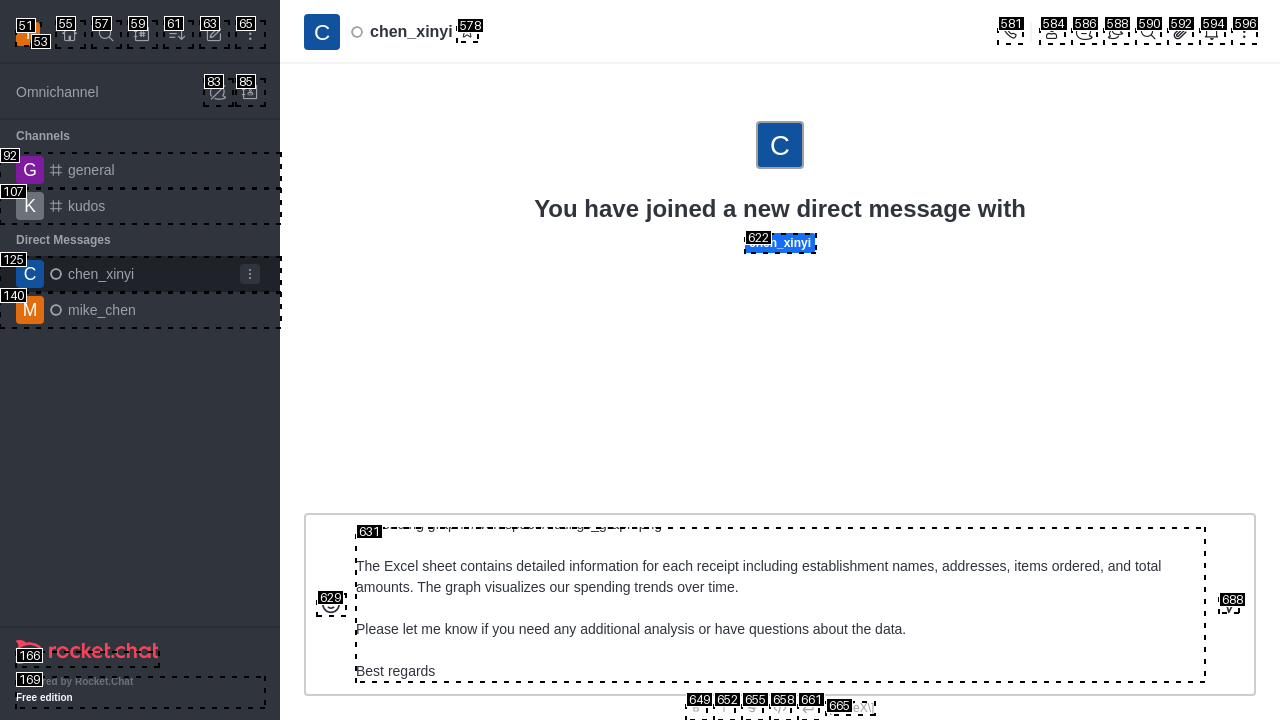 51
53
55
57
59
61
63
65
C
chen_xinyi
578
581
584
586
588
590
592
594
596
Omnichannel
83
85
Channels
92
G
general
107
K
kudos
Direct Messages
125
C
chen_xinyi
140
M
mike_chen
C
You have joined a new direct message with
622
chen_xinyi
631
The Excel sheet contains detailed information for each receipt including establishment names, addresses, items ordered, and total
amounts. The graph visualizes our spending trends over time.
629
688
Please let me know if you need any additional analysis or have questions about the data.
Best regards
166
rocket.chat
169
by Rocket.Chat
Free edition
649
652
655
658
661
665